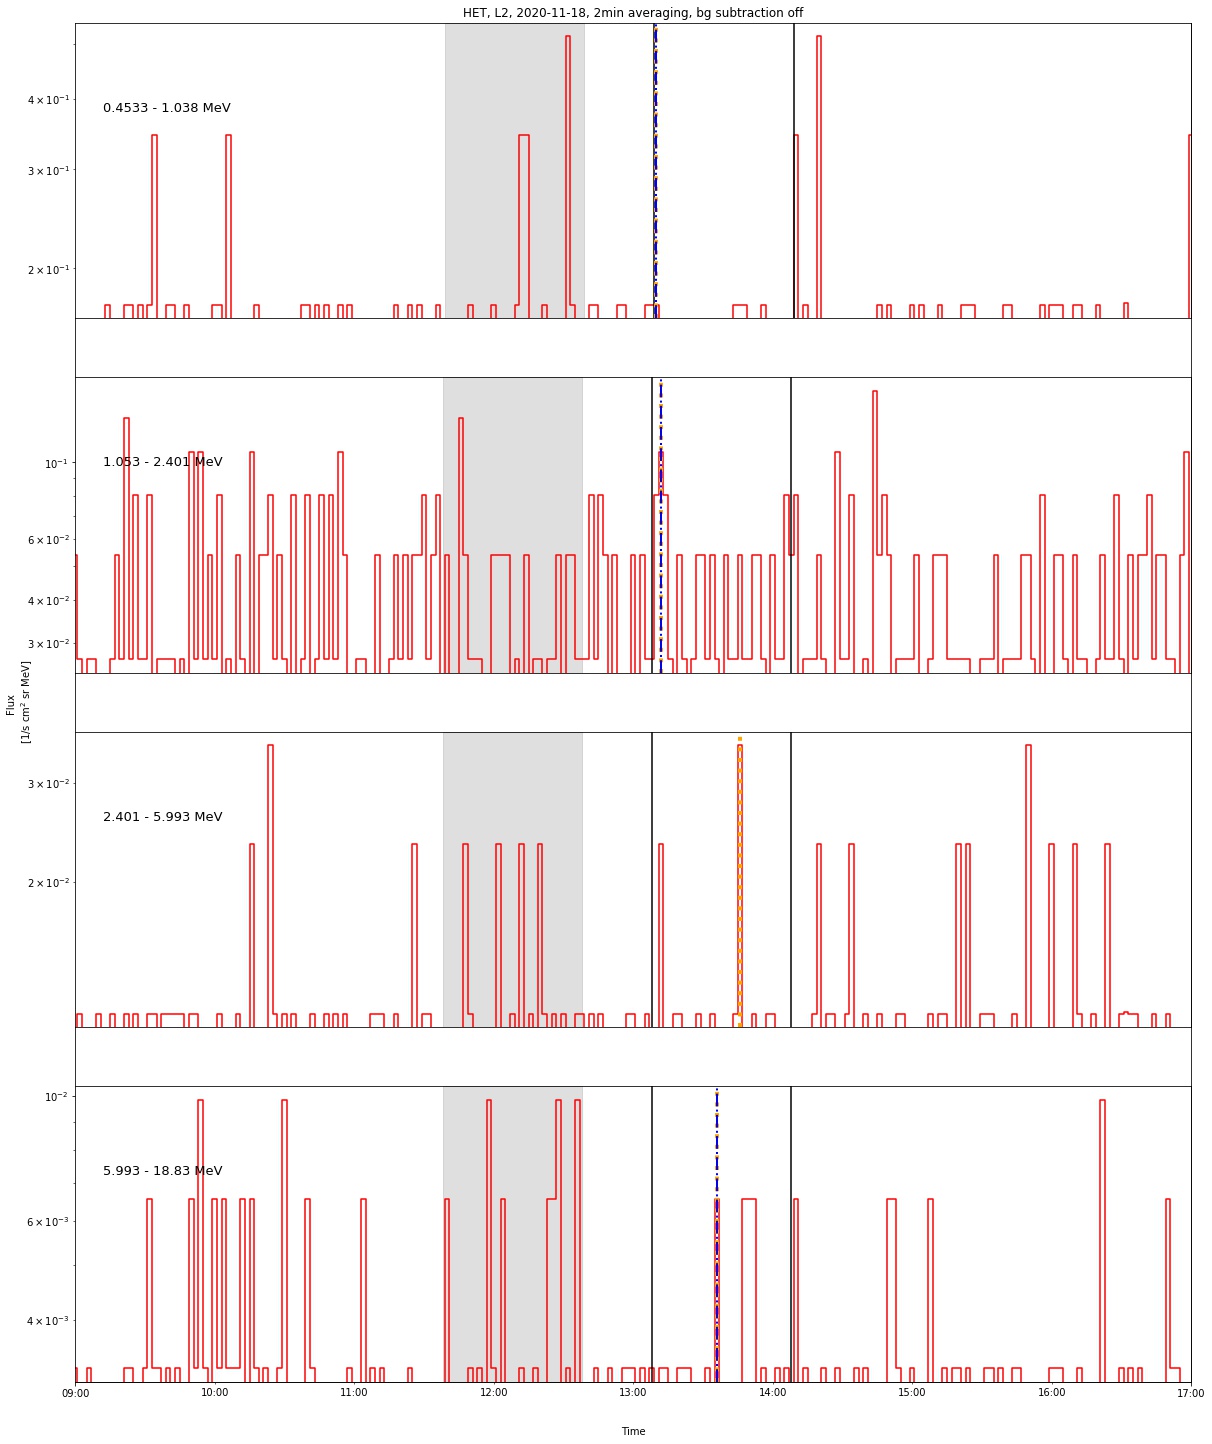 HET, L2, 2020-11-18, 2min averaging, bg subtraction off
4 × 10⁻¹
0.4533 - 1.038 MeV
3 × 10⁻¹
2 × 10⁻¹
10⁻¹
1.053 - 2.401 MeV
6 × 10⁻²
4 × 10⁻²
3 × 10⁻²
Flux
[1/s cm² sr MeV]
3 × 10⁻²
2.401 - 5.993 MeV
2 × 10⁻²
10⁻²
5.993 - 18.83 MeV
6 × 10⁻³
4 × 10⁻³
09:00 10:00 11:00 12:00 13:00 14:00 15:00 16:00 17:00
Time